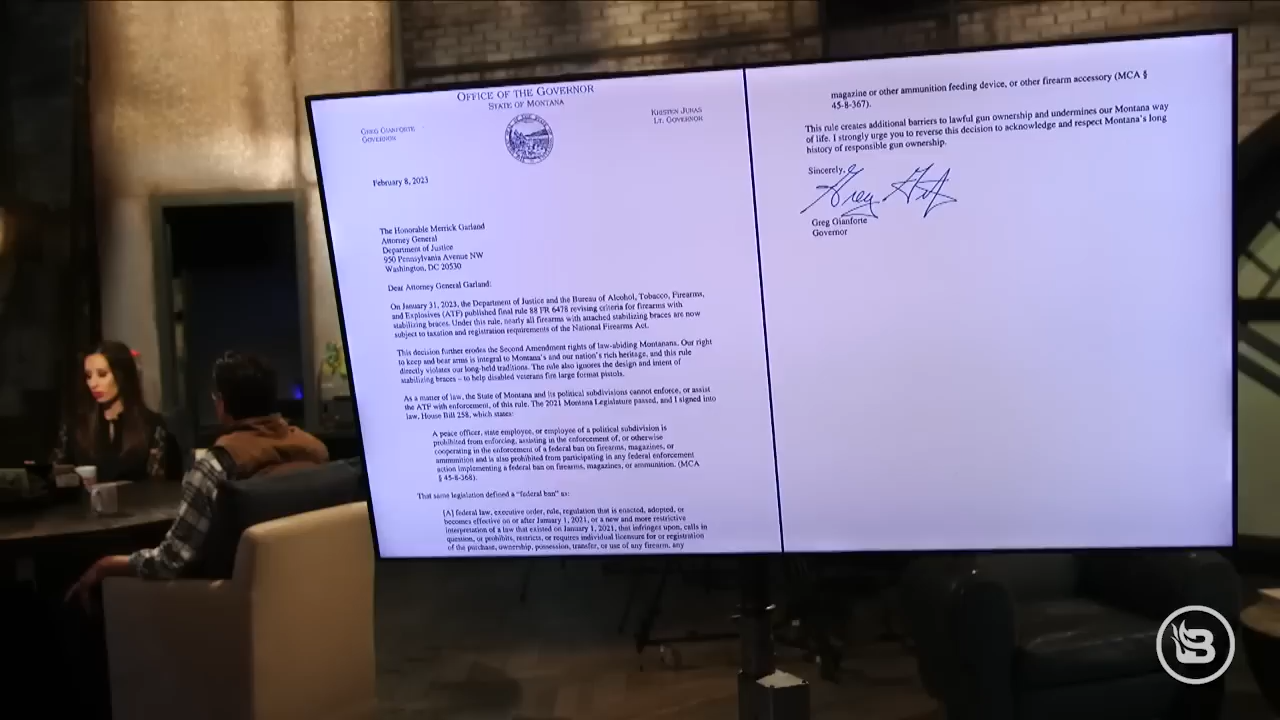 OFFICE OF THE GOVERNOR
STATE OF MONTANA
GREG GIANFORTE
GOVERNOR
KRISTEN JURAS
LT. GOVERNOR
February 8, 2023
The Honorable Merrick Garland
Attorney General
Department of Justice
950 Pennsylvania Avenue NW
Washington, DC 20530
Dear Attorney General Garland:
On January 31, 2023, the Department of Justice and the Bureau of Alcohol, Tobacco, Firearms,
and Explosives (ATF) published final rule 88 FR 6478 revising criteria for firearms with
stabilizing braces. Under this rule, nearly all firearms with attached stabilizing braces are now
subject to taxation and registration requirements of the National Firearms Act.
This decision further erodes the Second Amendment rights of law-abiding Montanans. Our right
to keep and bear arms is integral to Montana's and our nation's rich heritage, and this rule
directly violates our long-held traditions. The rule also ignores the design and intent of
stabilizing braces – to help disabled veterans fire large format pistols.
As a matter of law, the State of Montana and its political subdivisions cannot enforce, or assist
the ATF with enforcement, of this rule. The 2021 Montana Legislature passed, and I signed into
law, House Bill 258, which states:
A peace officer, state employee, or employee of a political subdivision is
prohibited from enforcing, assisting in the enforcement of, or otherwise
cooperating in the enforcement of a federal ban on firearms, magazines, or
ammunition and is also prohibited from participating in any federal enforcement
action implementing a federal ban on firearms, magazines, or ammunition. (MCA
§ 45-8-368).
That same legislation defined a "federal ban" as:
[A] federal law, executive order, rule, regulation that is enacted, adopted, or
becomes effective on or after January 1, 2021, or a new and more restrictive
interpretation of a law that existed on January 1, 2021, that infringes upon, calls in
question, or prohibits, restricts, or requires individual licensure for or registration
of the purchase, ownership, possession, transfer, or use of any firearm, any
magazine or other ammunition feeding device, or other firearm accessory (MCA §
45-8-367).
This rule creates additional barriers to lawful gun ownership and undermines our Montana way
of life. I strongly urge you to reverse this decision to acknowledge and respect Montana's long
history of responsible gun ownership.
Sincerely,
Greg Gianforte
Governor
B